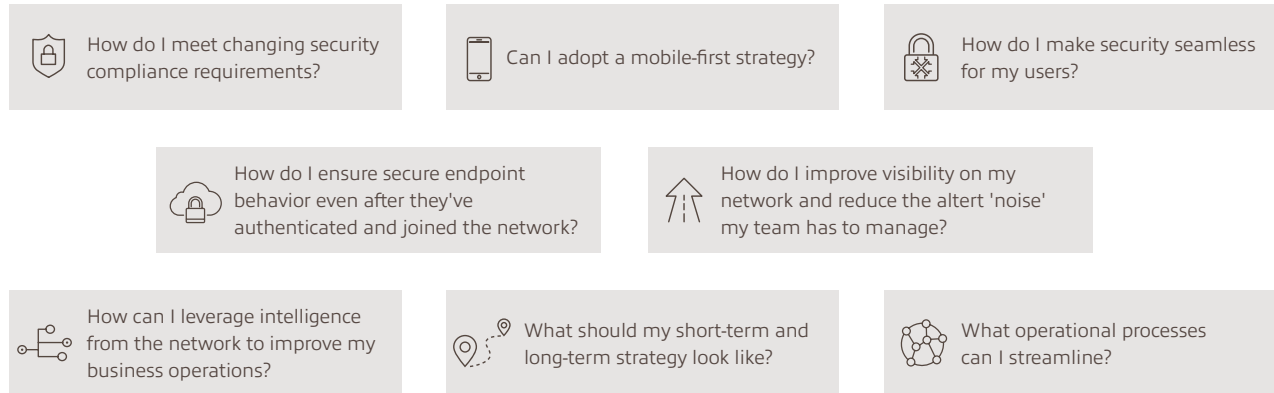 How do I meet changing security
compliance requirements?
Can I adopt a mobile-first strategy?
How do I make security seamless
for my users?
How do I ensure secure endpoint
behavior even after they've
authenticated and joined the network?
How do I improve visibility on my
network and reduce the altert 'noise'
my team has to manage?
How can I leverage intelligence
from the network to improve my
business operations?
What should my short-term and
long-term strategy look like?
What operational processes
can I streamline?